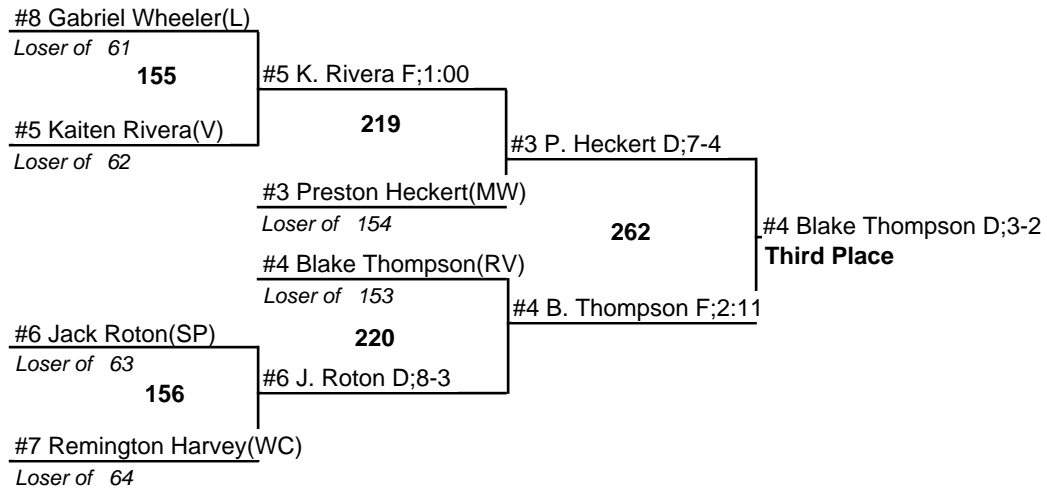 #8 Gabriel Wheeler(L)
Loser of 61
155
#5 K. Rivera F;1:00
#5 Kaiten Rivera(V)
Loser of 62
219
#3 P. Heckert D;7-4
#3 Preston Heckert(MW)
Loser of 154
262
#4 Blake Thompson D;3-2
Third Place
#4 Blake Thompson(RV)
Loser of 153
#4 B. Thompson F;2:11
220
#6 Jack Roton(SP)
Loser of 63
156
#6 J. Roton D;8-3
#7 Remington Harvey(WC)
Loser of 64